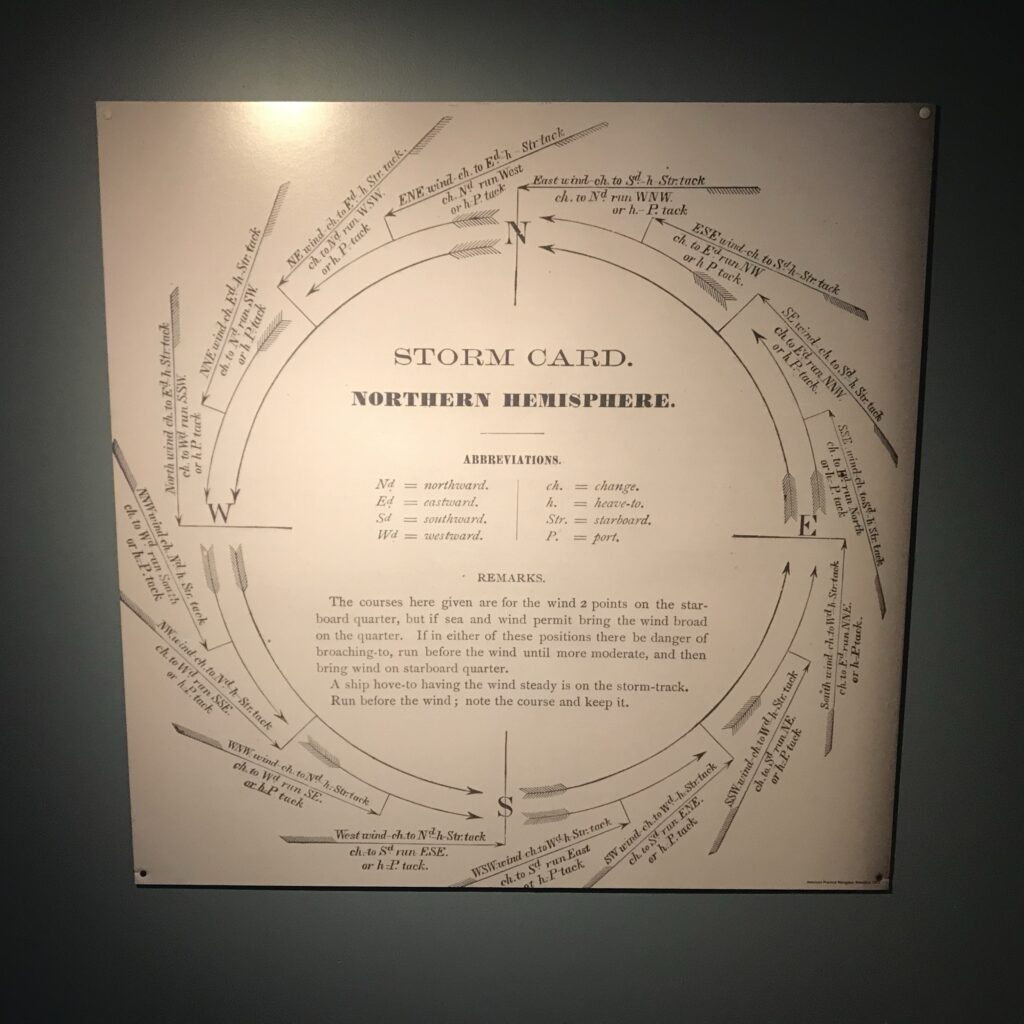 East wind-ch. to Sd-h-Str. tack
ch. to Nd run WNW.
or h.-P. tack
ESE wind-ch. to Sd-h-Str. tack
ch. to Ed run NW
or h P tack.
SE wind-ch. to Sd h-Str. tack
ch. to Ed run NNW.
or h P. tack.
SSE wind-ch. to Sd-h-Str. tack
run North
or h P. tack
South wind ch. to Wd h Str. tack
ch. to Ed run NNE.
or h P tack.
SSW. wind-ch. to Wd-h Str. tack
ch. to Sd run NE.
or h P. tack
SW wind-ch. to Wd-h-Str. tack
ch. to Sd run ENE.
or h P. tack
WSW. wind ch. to Wd h Str. tack
ch. to Sd run East
or h-P. tack
West wind-ch. to Nd h Str. tack
ch. to Sd run ESE.
or h-P. tack.
WNW. wind-ch. to Nd h-Str. tack
ch. to Wd run SE.
or h-P tack
NW. wind ch. to Nd h-Str. tack
ch. to Wd run SSE.
or h-P. tack
NNW wind ch. Nd h Str. tack
ch. to Wd run South
or h-P. tack
North wind ch. to Ed h Str tack
ch. to Wd run SSW.
or h P. tack
NNE wind ch. Ed-h-Str. tack
ch. to Nd run SW.
or h P. tack
NE wind-ch. to Ed-h Str. tack.
ch. to Nd run WSW.
or h P. tack
ENE wind-ch. to Ed-h-Str tack
ch. Nd run West
or h-P. tack
N
STORM CARD.
NORTHERN HEMISPHERE.
ABBREVIATIONS.
Nd = northward. ch. = change.
Ed = eastward. h. = heave-to.
Sd = southward. Str. = starboard.
Wd = westward. P. = port.
W
E
REMARKS.
The courses here given are for the wind 2 points on the star-
board quarter, but if sea and wind permit bring the wind broad
on the quarter. If in either of these positions there be danger of
broaching-to, run before the wind until more moderate, and then
bring wind on starboard quarter.
A ship hove-to having the wind steady is on the storm-track.
Run before the wind; note the course and keep it.
S